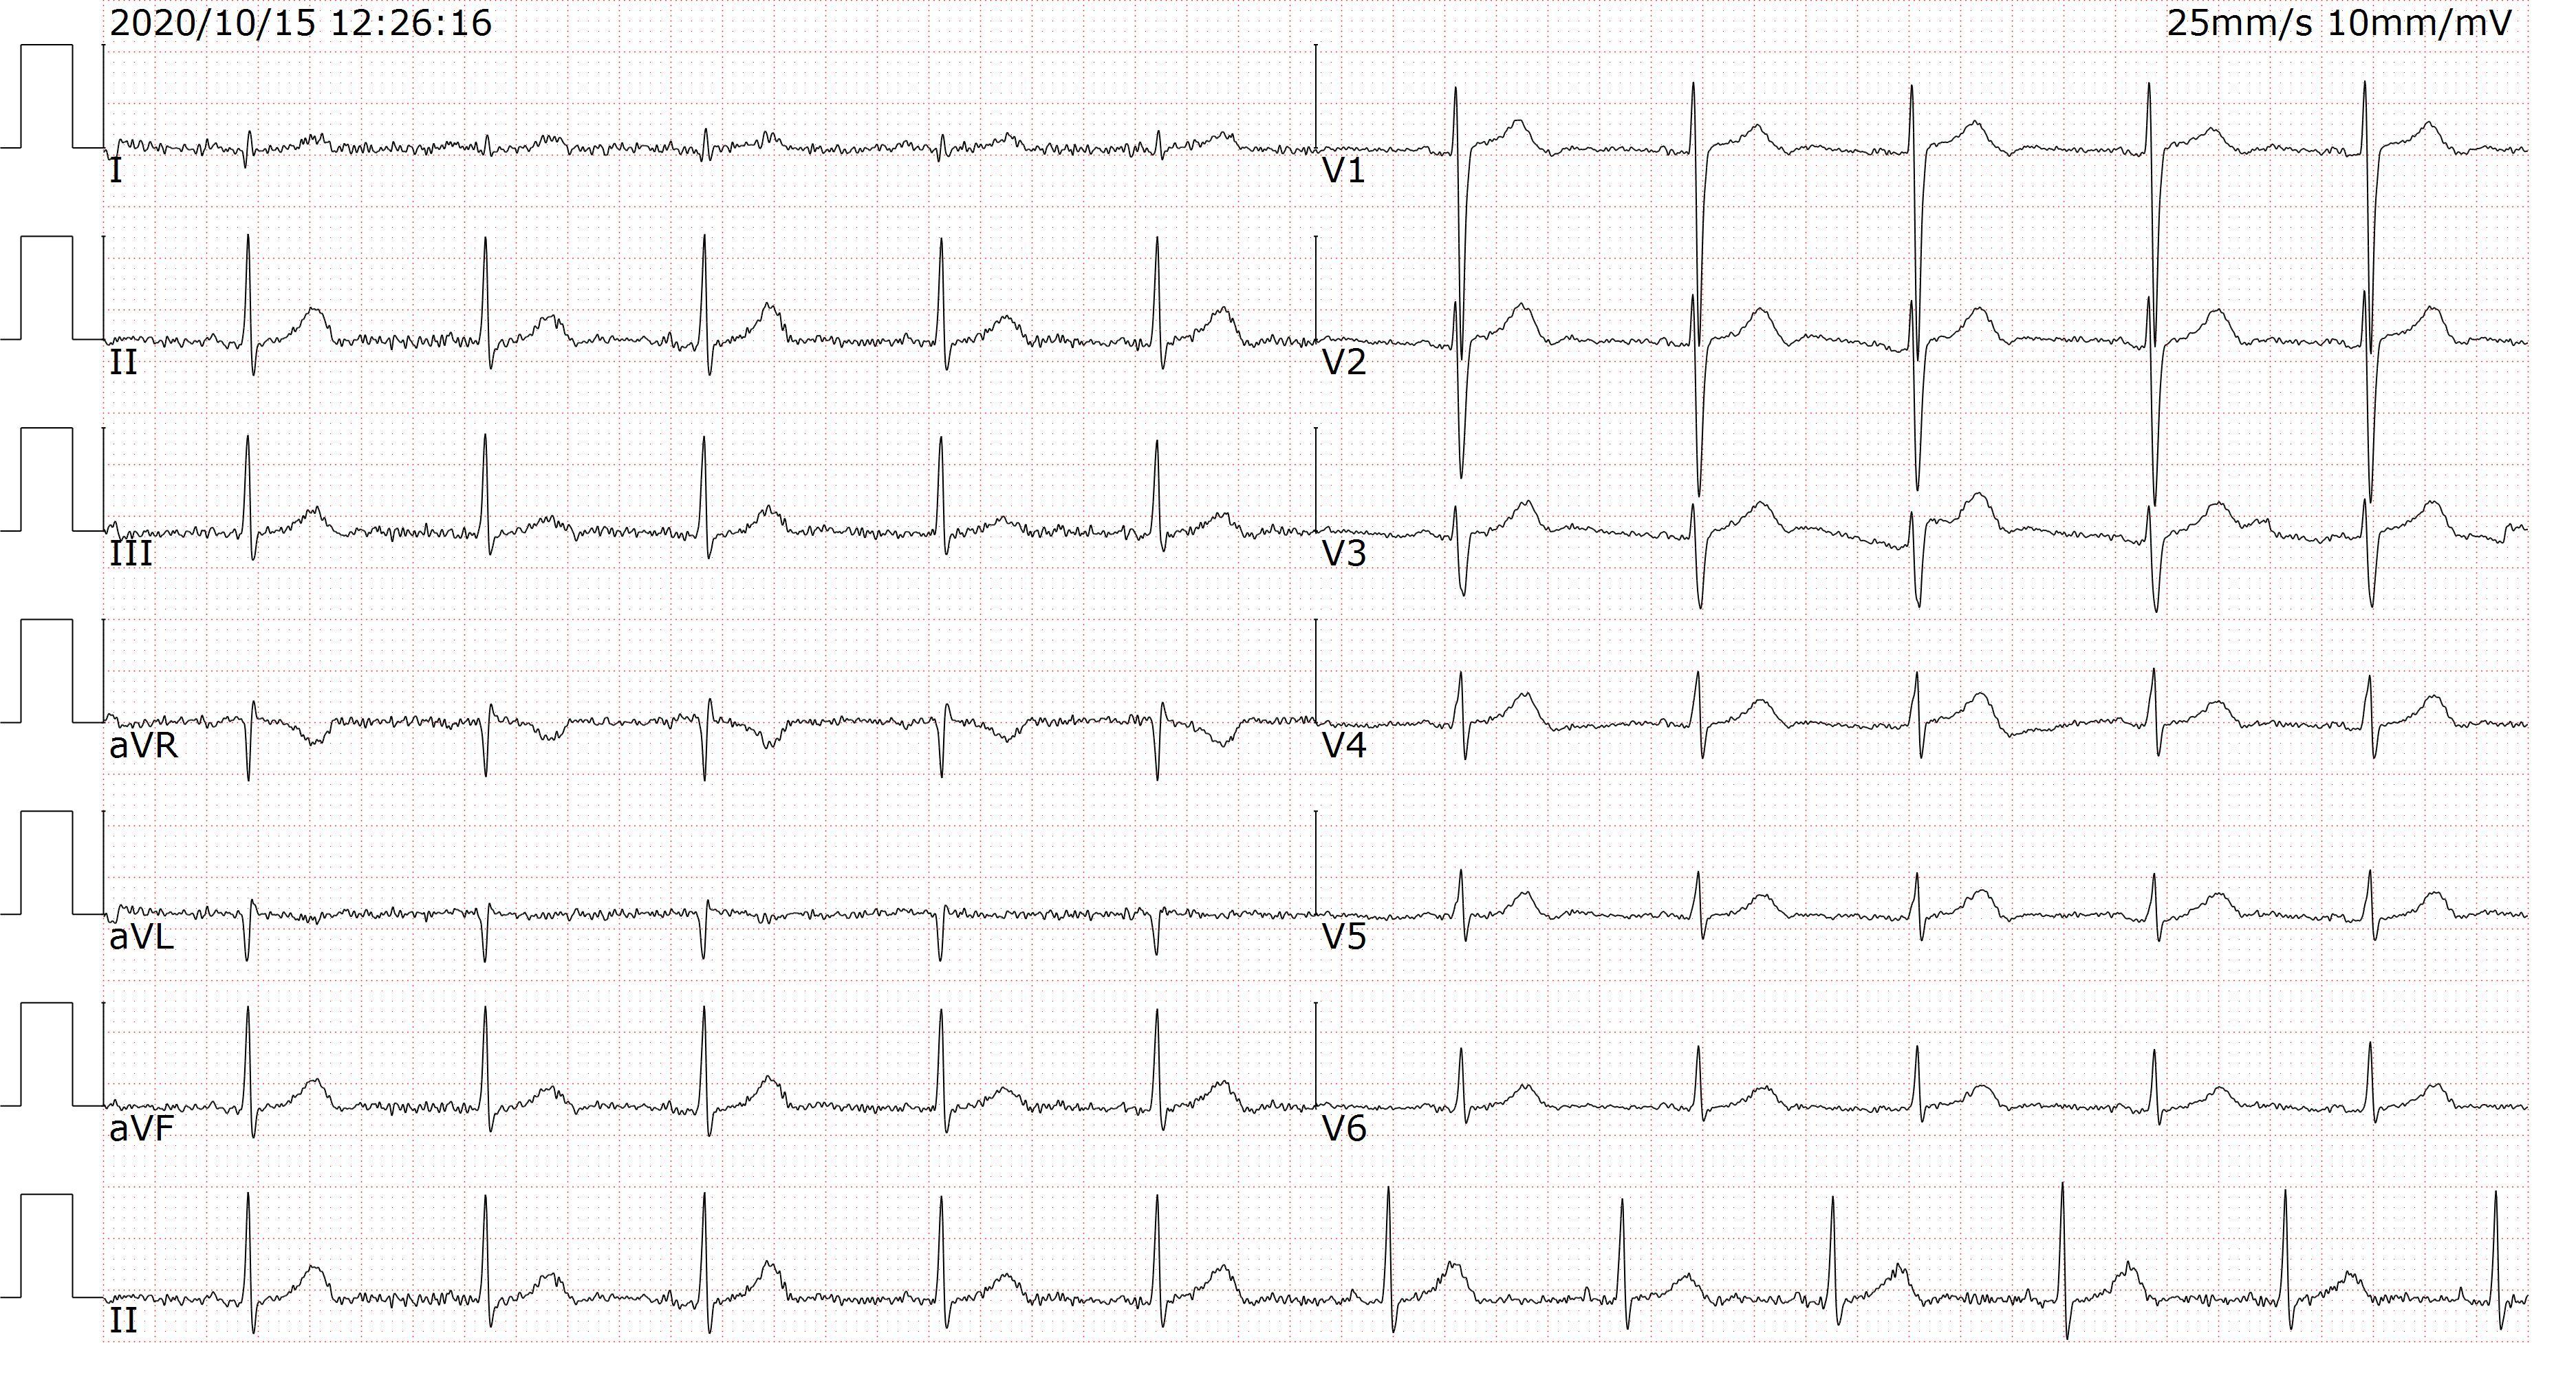 2020/10/15 12:26:16 25mm/s 10mm/mV
I V1
II V2
III V3
aVR V4
aVL V5
aVF V6
II